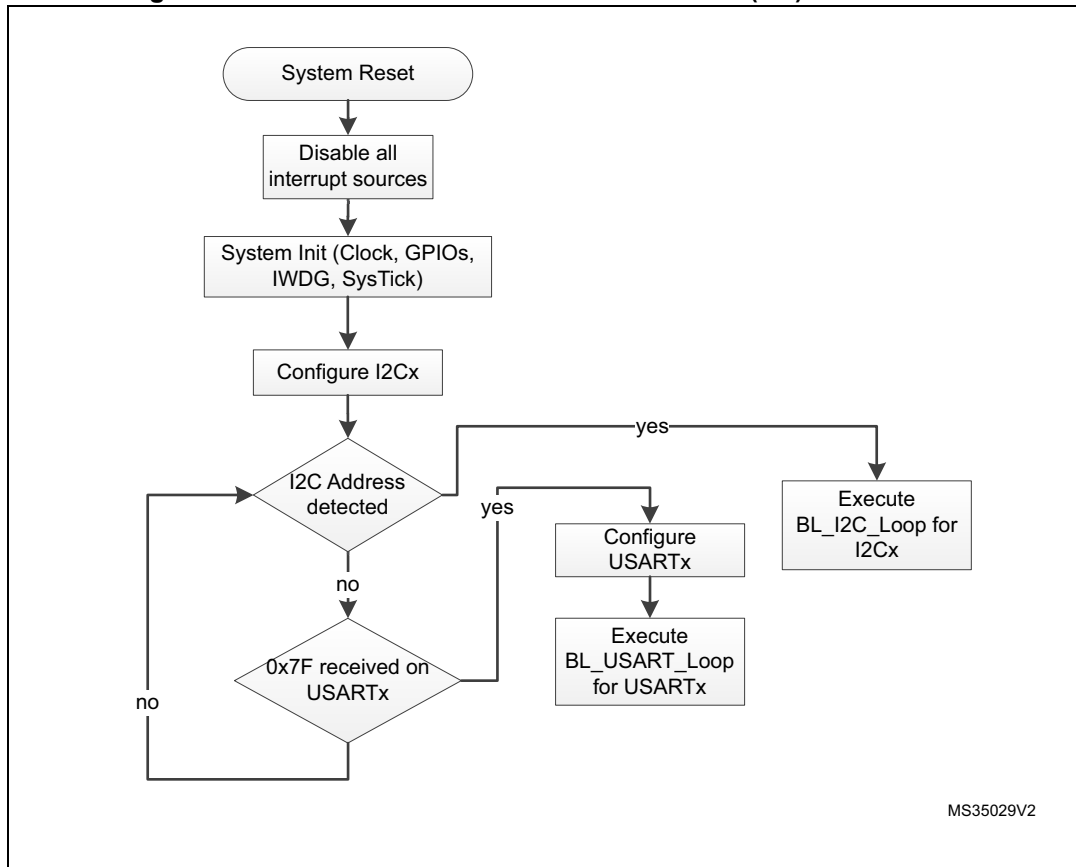 System Reset
Disable all
interrupt sources
System Init (Clock, GPIOs,
IWDG, SysTick)
Configure I2Cx
yes
I2C Address
detected
Execute
BL_I2C_Loop for
I2Cx
yes
Configure
USARTx
no
Execute
BL_USART_Loop
for USARTx
0x7F received on
USARTx
no
MS35029V2